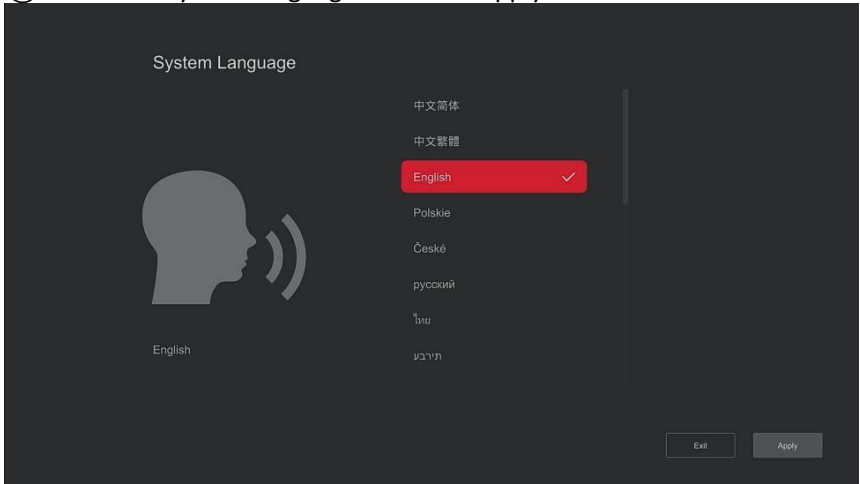 System Language
中文简体
中文繁體
English
Polskie
České
русский
ไทย
תירבע
English
Exit
Apply